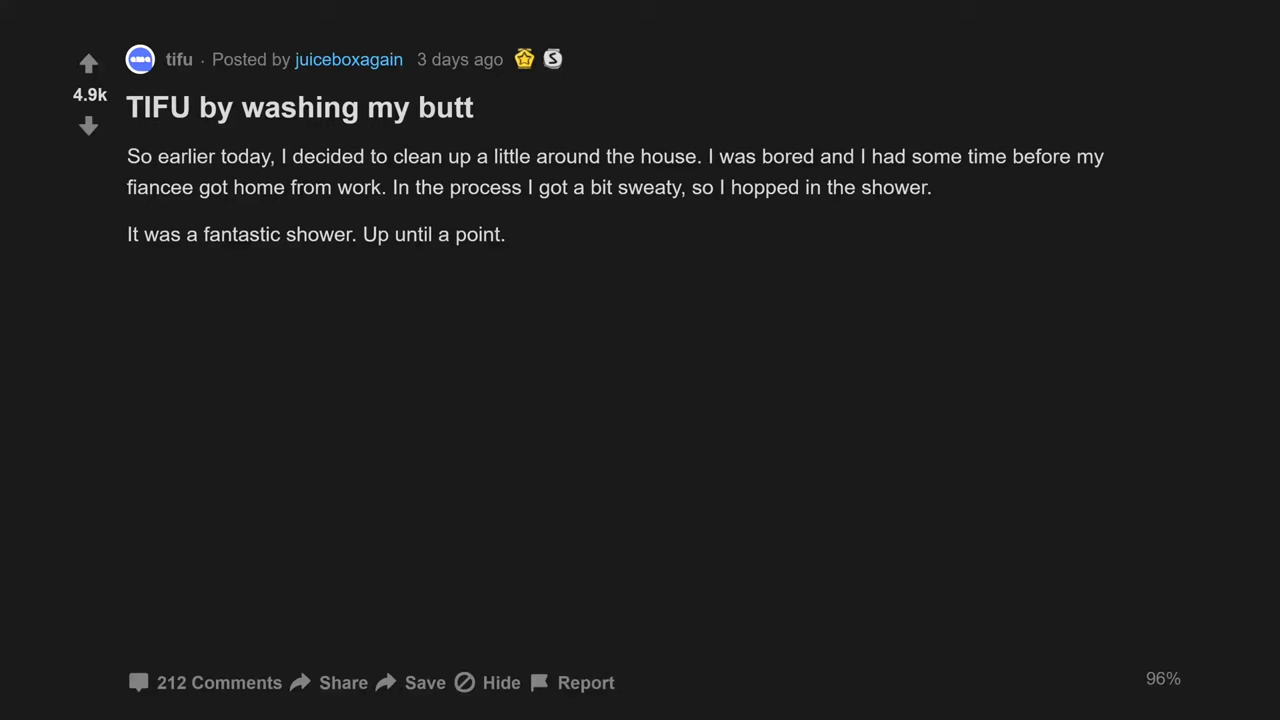 tifu · Posted by juiceboxagain 3 days ago S
4.9k
TIFU by washing my butt
So earlier today, I decided to clean up a little around the house. I was bored and I had some time before my
fiancee got home from work. In the process I got a bit sweaty, so I hopped in the shower.
It was a fantastic shower. Up until a point.
212 Comments Share Save Hide Report
96%